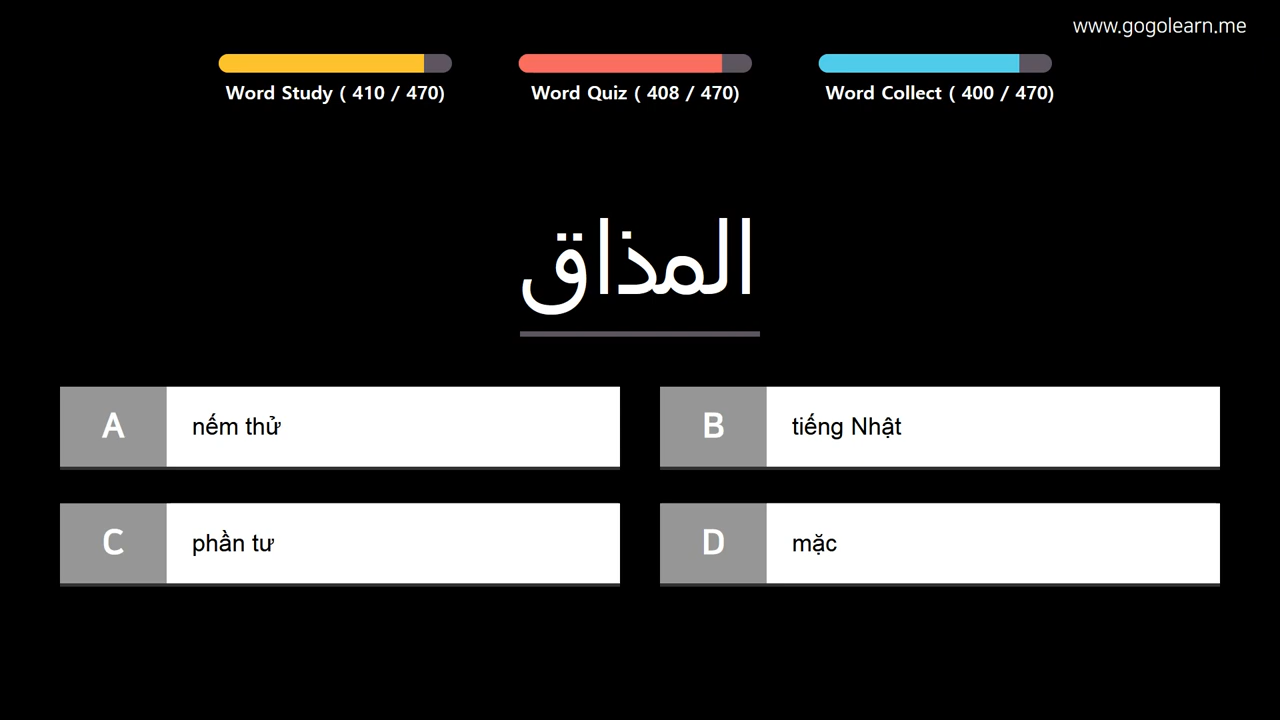 www.gogolearn.me
Word Study ( 410 / 470)
Word Quiz ( 408 / 470)
Word Collect ( 400 / 470)
المذاق
A nếm thử
B tiếng Nhật
C phần tư
D mặc